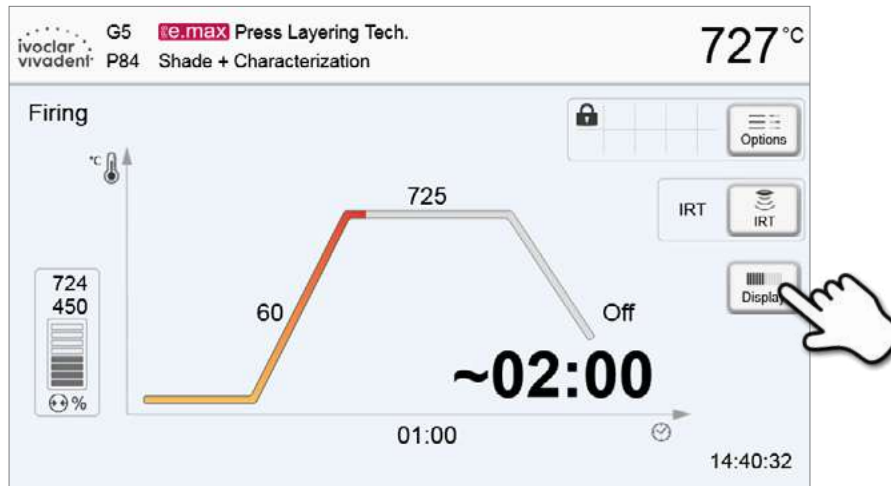 ivoclar
vivadent
G5 IPS e.max Press Layering Tech.
P84 Shade + Characterization
727 °C
Firing
Options
°C
725
IRT
IRT
724
450
60
Display
Off
~02:00
%
01:00
14:40:32